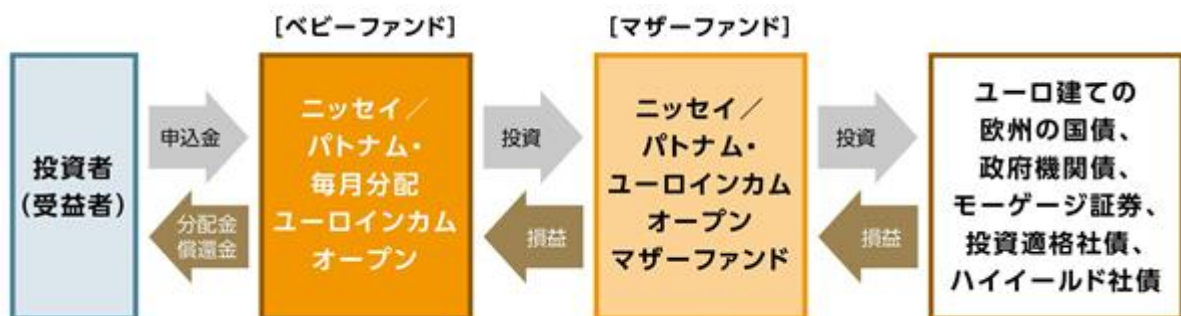 [ベビーファンド]
[マザーファンド]
投資者
(受益者)
申込金
分配金
償還金
ニッセイ／
パトナム・
毎月分配
ユーロインカム
オープン
投資
損益
ニッセイ／
パトナム・
ユーロインカム
オープン
マザーファンド
投資
損益
ユーロ建ての
欧州の国債、
政府機関債、
モーゲージ証券、
投資適格社債、
ハイイールド社債